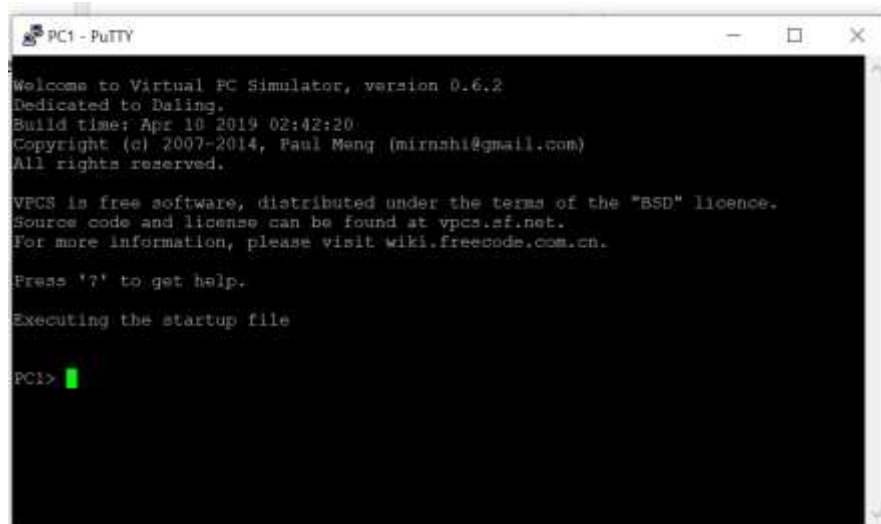 PC1 - PuTTY
Welcome to Virtual PC Simulator, version 0.6.2
Dedicated to Daling.
Build time: Apr 10 2019 02:42:20
Copyright (c) 2007-2014, Paul Meng (mirnshi@gmail.com)
All rights reserved.
VPCS is free software, distributed under the terms of the "BSD" licence.
Source code and license can be found at vpcs.sf.net.
For more information, please visit wiki.freecode.com.cn.
Press '?' to get help.
Executing the startup file
PC1>